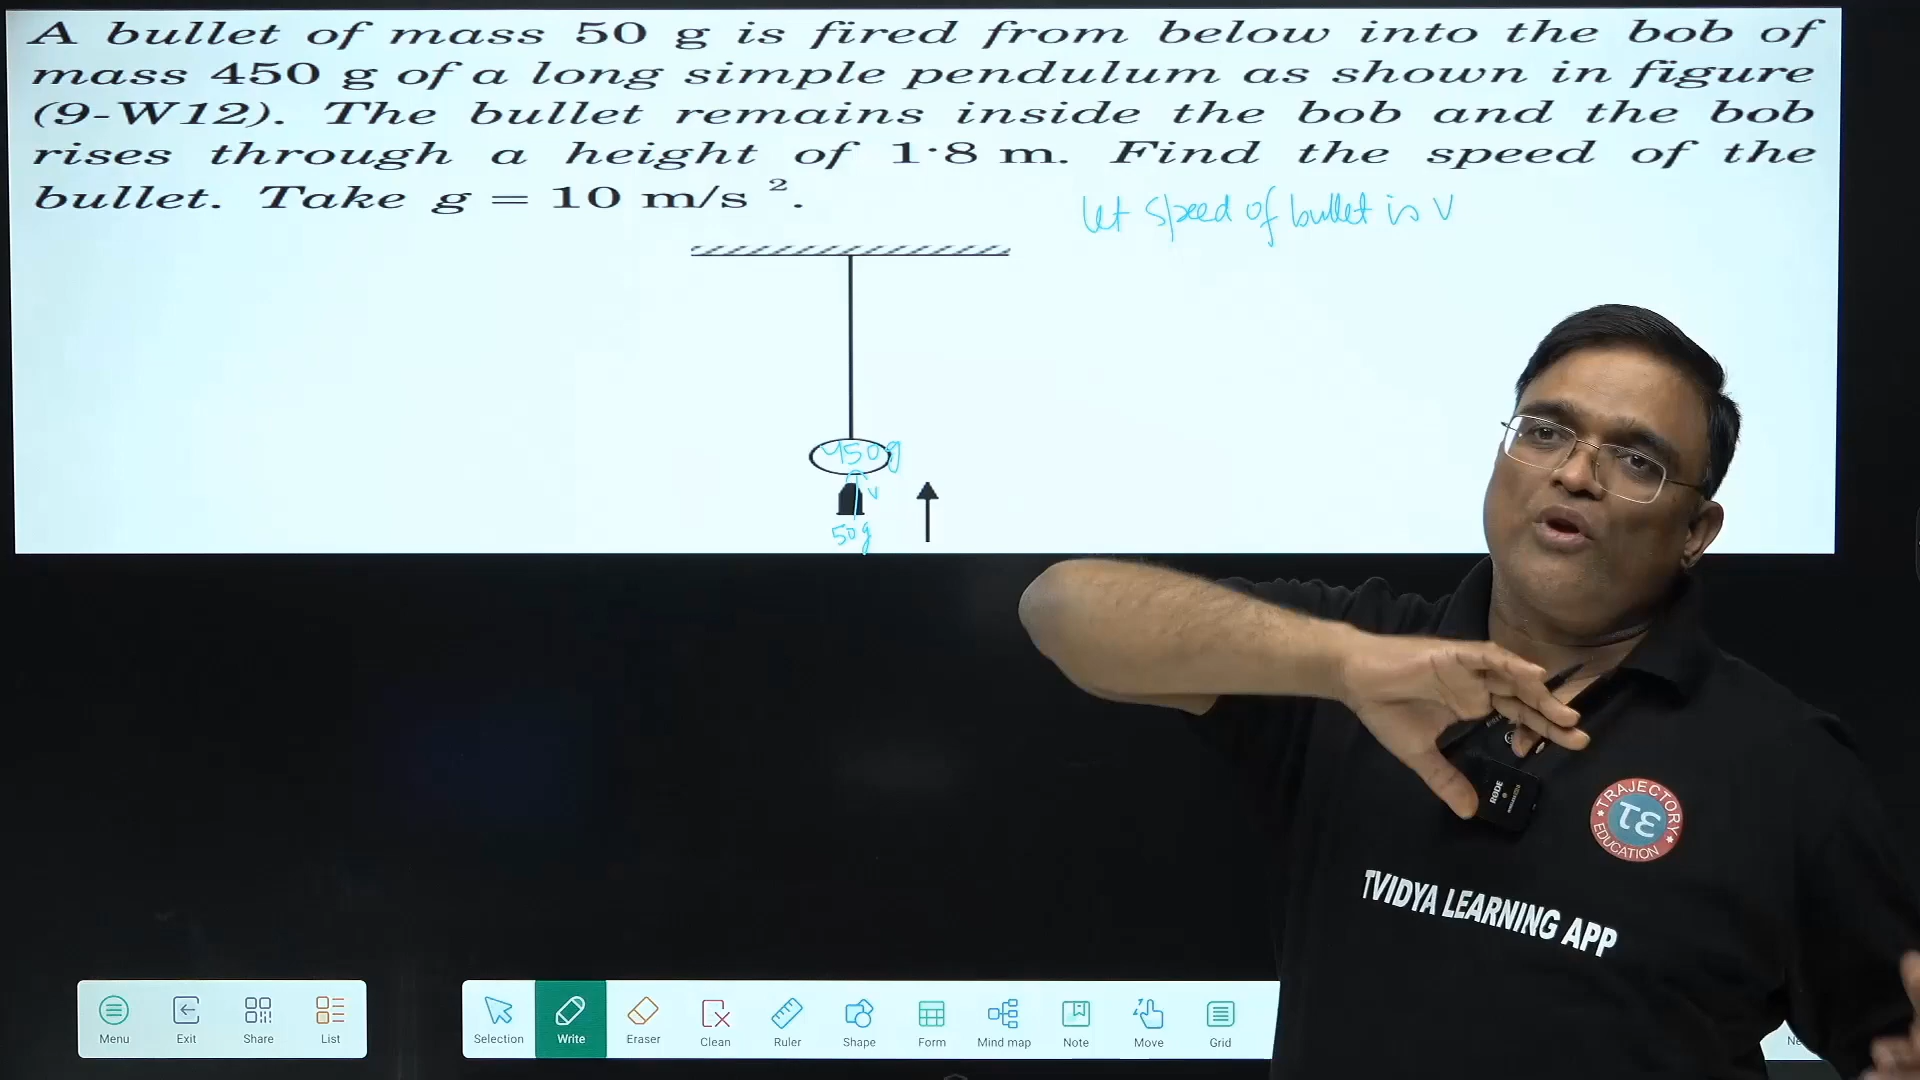 A bullet of mass 50 g is fired from below into the bob of
mass 450 g of a long simple pendulum as shown in figure
(9-W12). The bullet remains inside the bob and the bob
rises through a height of 1·8 m. Find the speed of the
bullet. Take g = 10 m/s ².
let speed of bullet is v
450g
v
50g
RØDE
TRAJECTORY
τε
EDUCATION
TVIDYA LEARNING APP
Menu Exit Share List Selection Write Eraser Clean Ruler Shape Form Mind map Note Move Grid